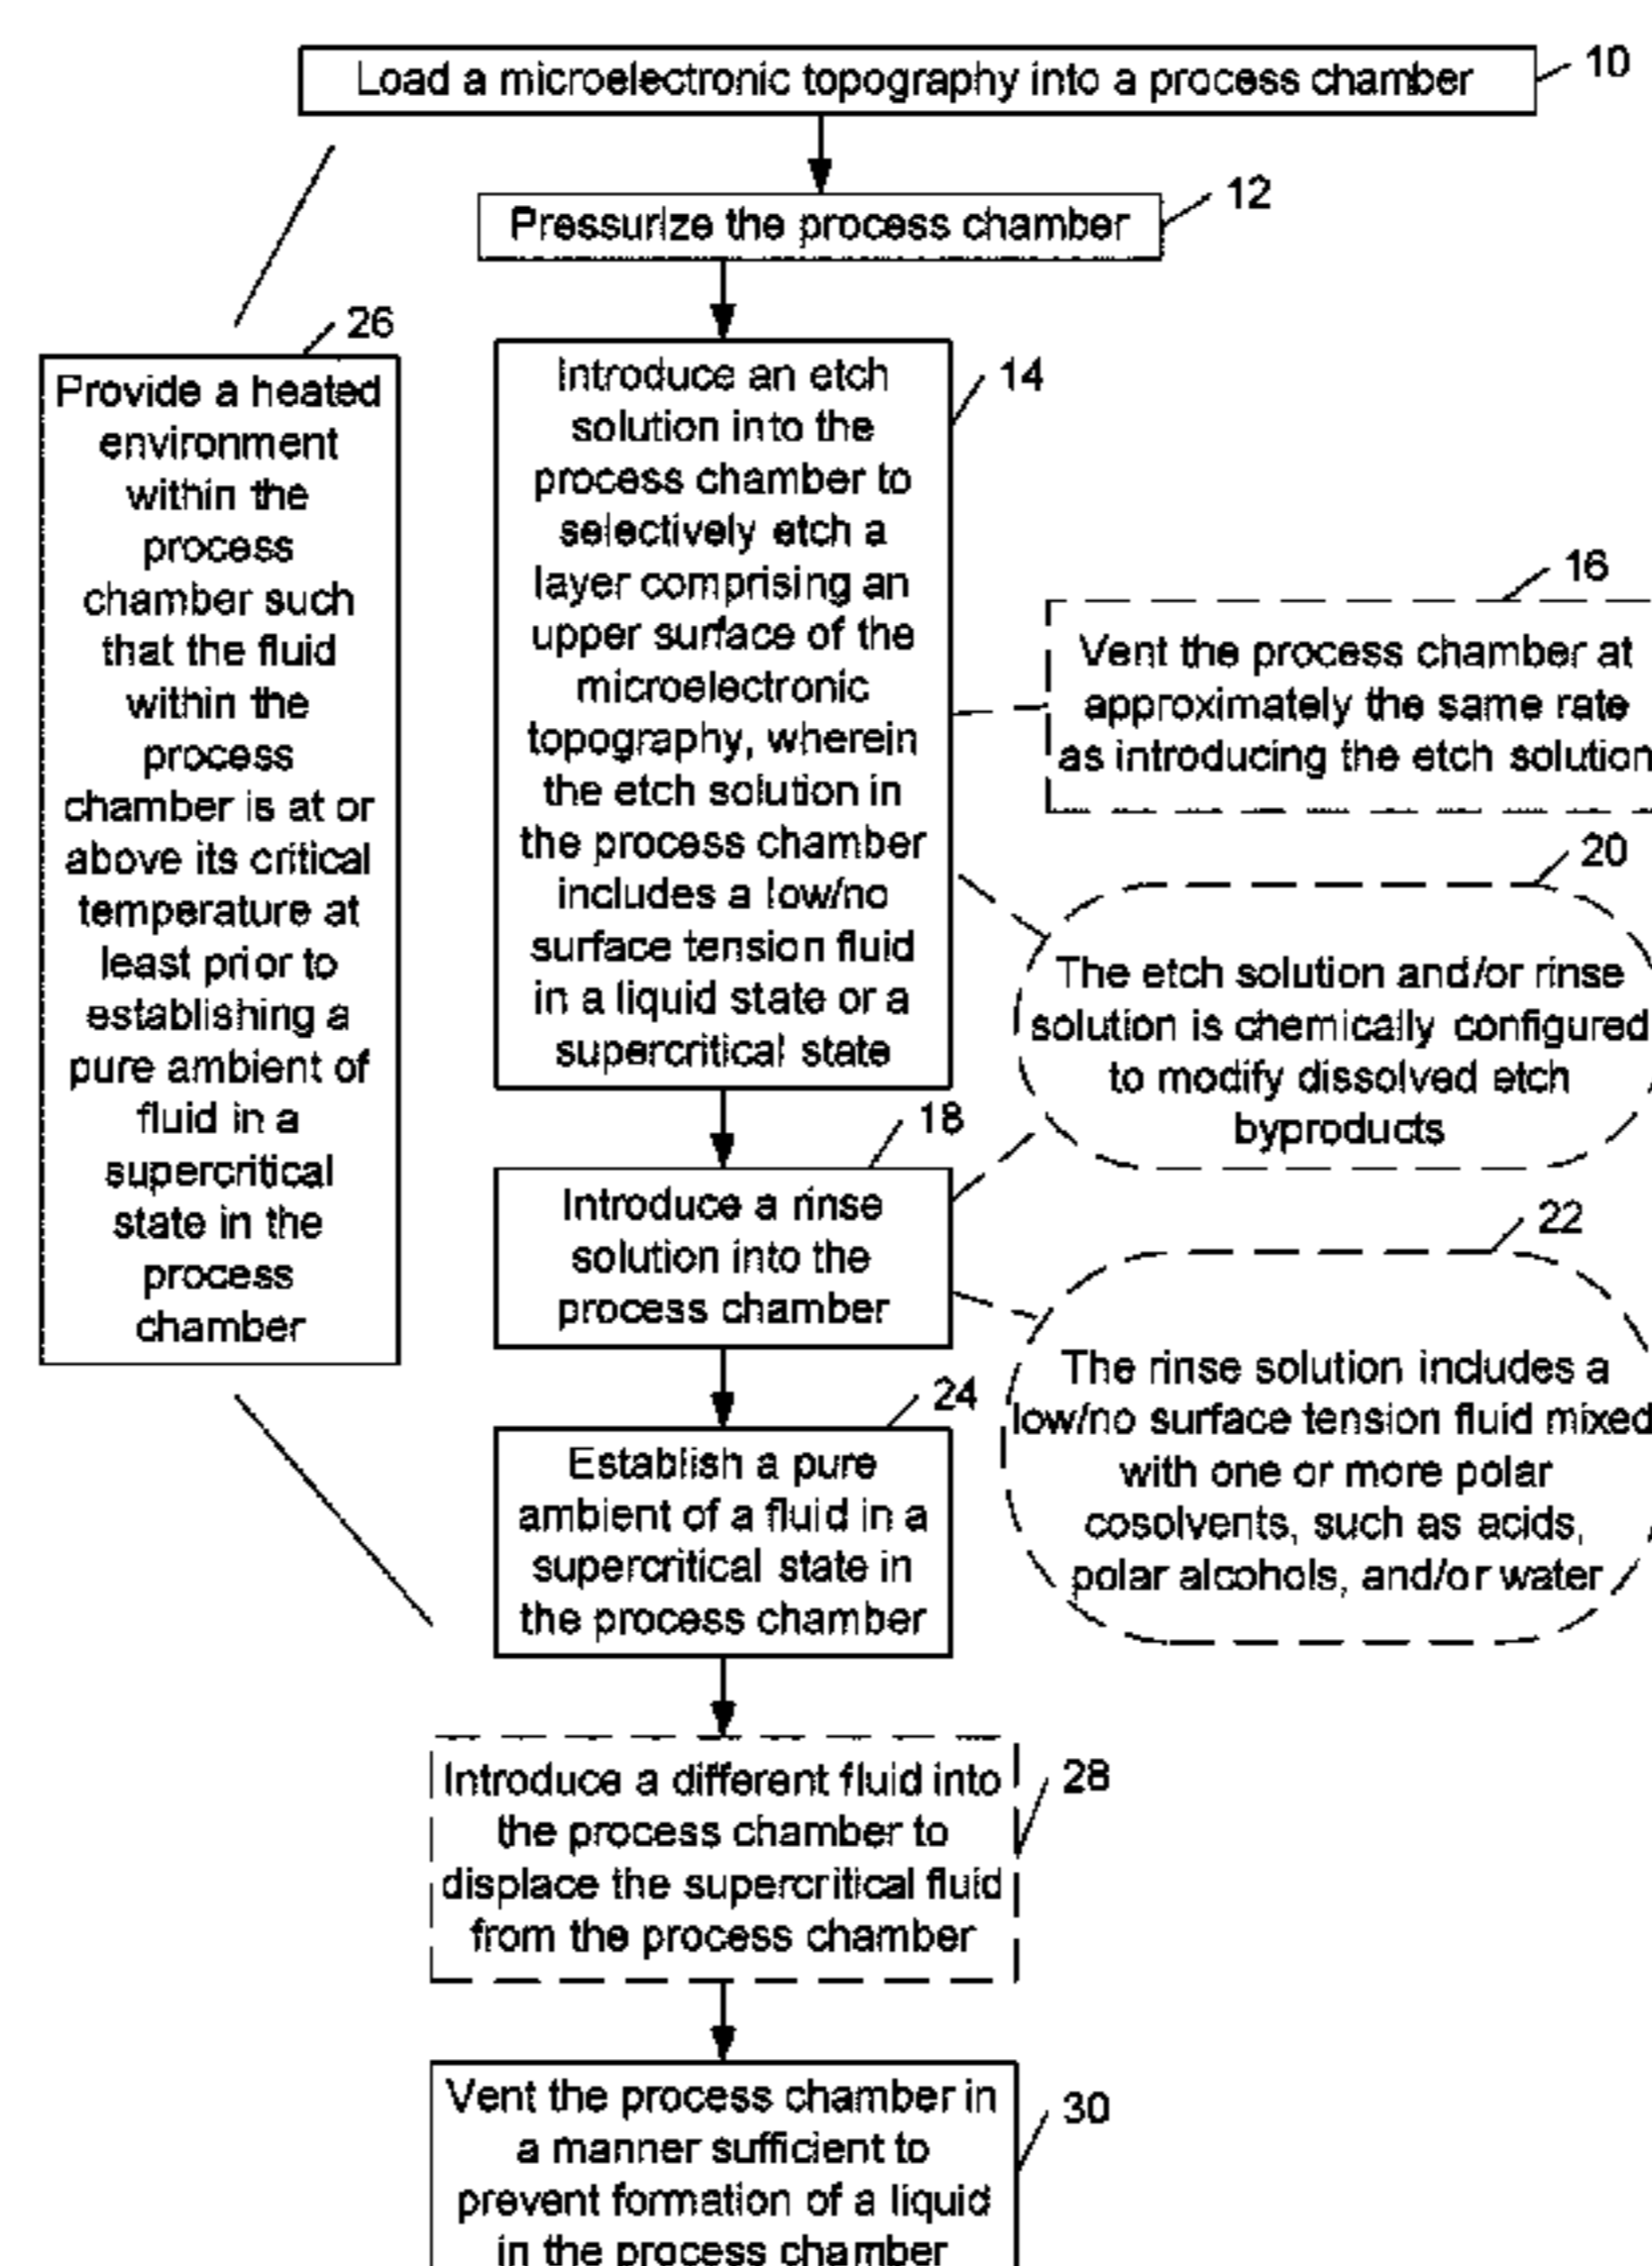 Load a microelectronic topography into a process chamber
10
12
Pressurize the process chamber
26
Provide a heated
environment
within the
process
chamber such
that the fluid
within the
process
chamber is at or
above its critical
temperature at
least prior to
establishing a
pure ambient of
fluid in a
supercritical
state in the
process
chamber
14
Introduce an etch
solution into the
process chamber to
selectively etch a
layer comprising an
upper surface of the
microelectronic
topography, wherein
the etch solution in
the process chamber
includes a low/no
surface tension fluid
in a liquid state or a
supercritical state
16
Vent the process chamber at
approximately the same rate
as introducing the etch solution
20
The etch solution and/or rinse
solution is chemically configured
to modify dissolved etch
byproducts
18
Introduce a rinse
solution into the
process chamber
22
The rinse solution includes a
low/no surface tension fluid mixed
with one or more polar
cosolvents, such as acids,
polar alcohols, and/or water
24
Establish a pure
ambient of a fluid in a
supercritical state in
the process chamber
28
Introduce a different fluid into
the process chamber to
displace the supercritical fluid
from the process chamber
30
Vent the process chamber in
a manner sufficient to
prevent formation of a liquid
in the process chamber